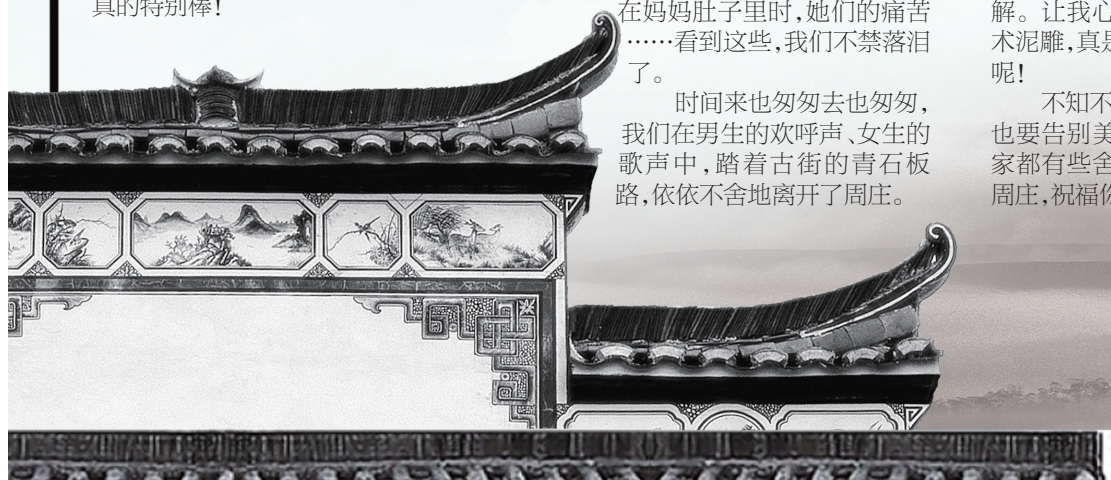 真的特别棒！
在妈妈肚子里时，她们的痛苦
……看到这些，我们不禁落泪
了。
时间来也匆匆去也匆匆，
我们在男生的欢呼声、女生的
歌声中，踏着古街的青石板
路，依依不舍地离开了周庄。
解。让我心
术泥雕，真是
呢！
不知不
也要告别美
家都有些舍
周庄，祝福你